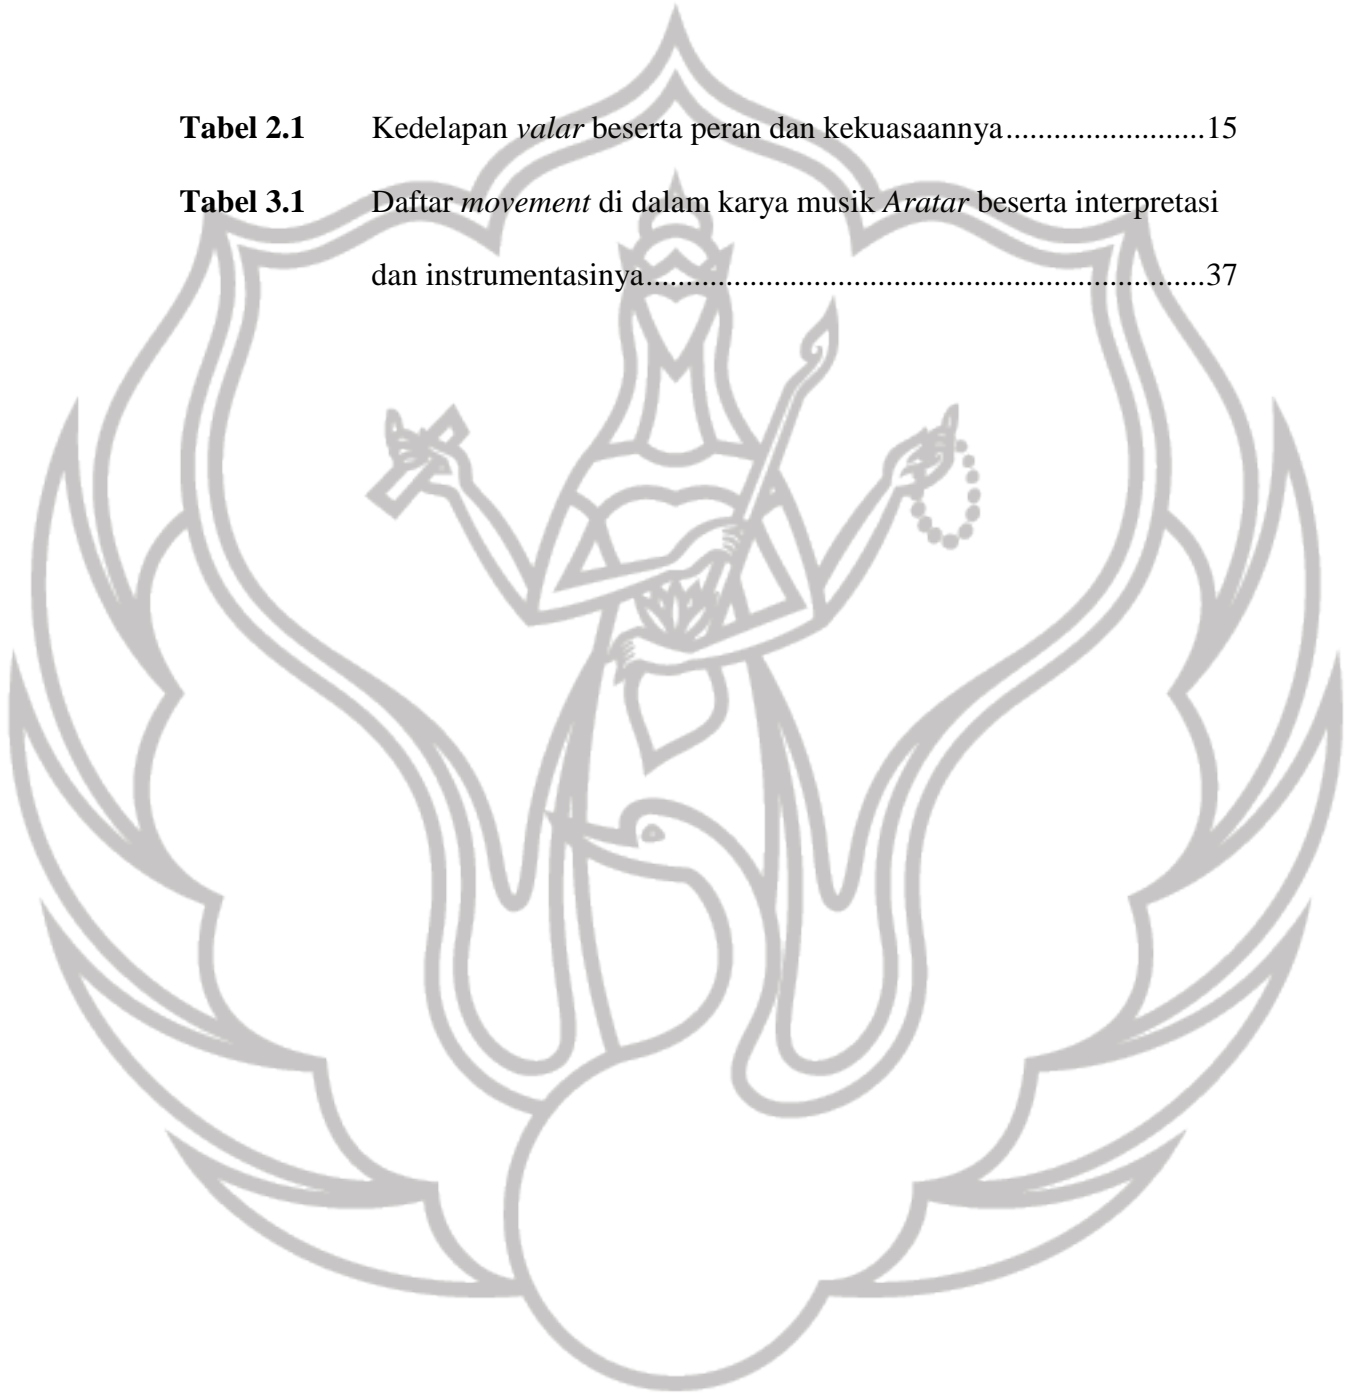 Tabel 2.1 Kedelapan valar beserta peran dan kekuasaannya.........................15
Tabel 3.1 Daftar movement di dalam karya musik Aratar beserta interpretasi
dan instrumentasinya......................................................................37